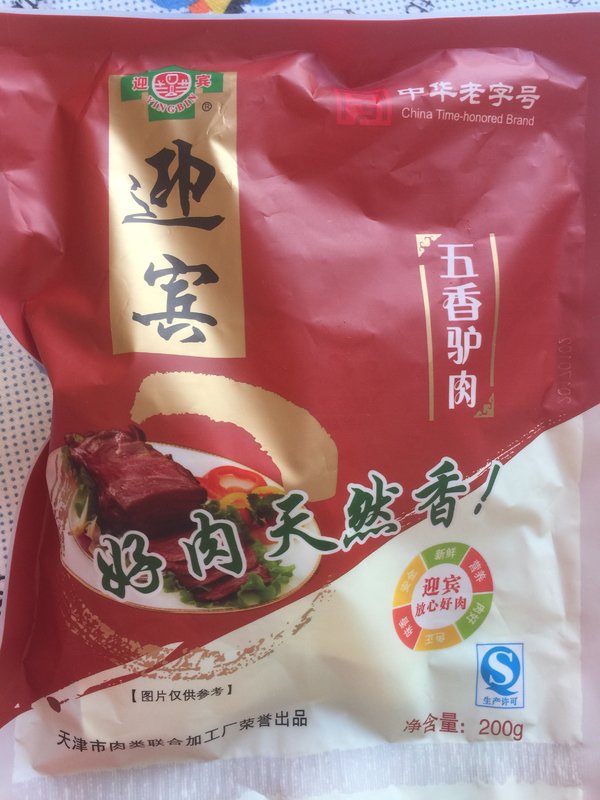 迎 宾
YINGBIN
®
中华老字号
China Time-honored Brand
迎宾
五香驴肉
好肉天然香！
新鲜
营养
色正
迎宾
放心好肉
生产许可
【图片仅供参考】
净含量：200g
天津市肉类联合加工厂荣誉出品